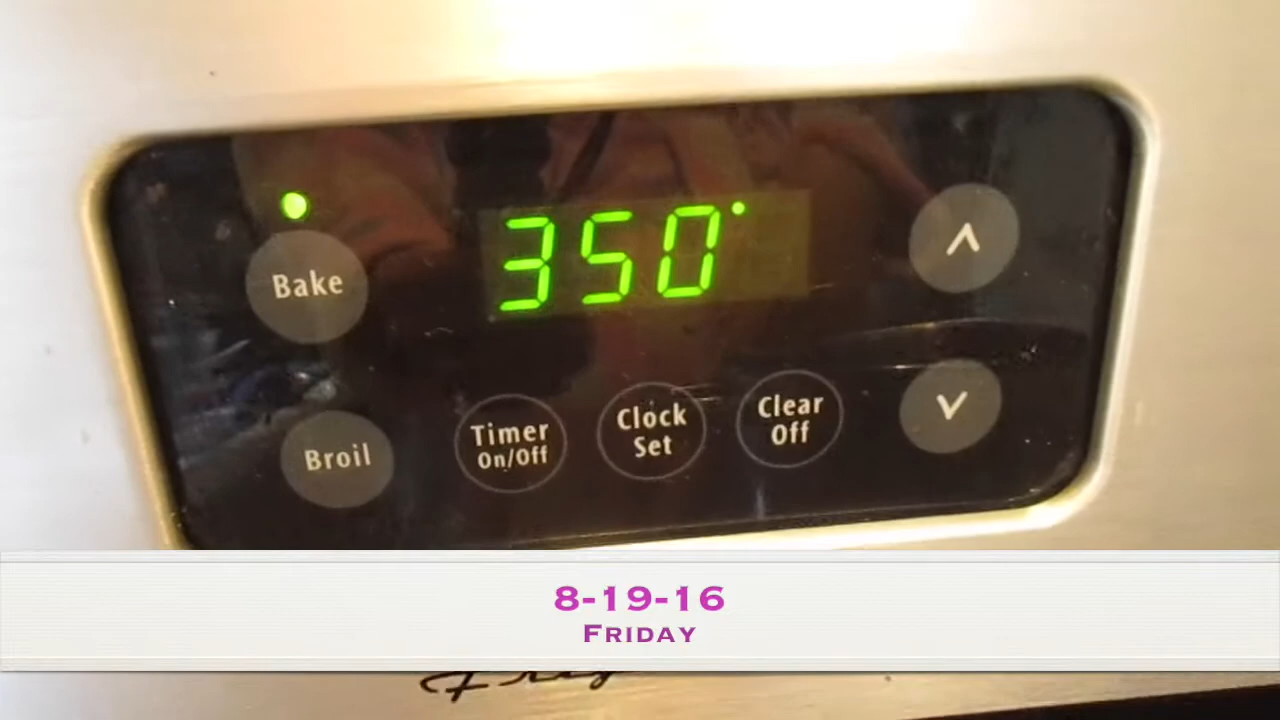 350°
Bake
Broil
Timer
On/Off
Clock
Set
Clear
Off
8-19-16
Friday